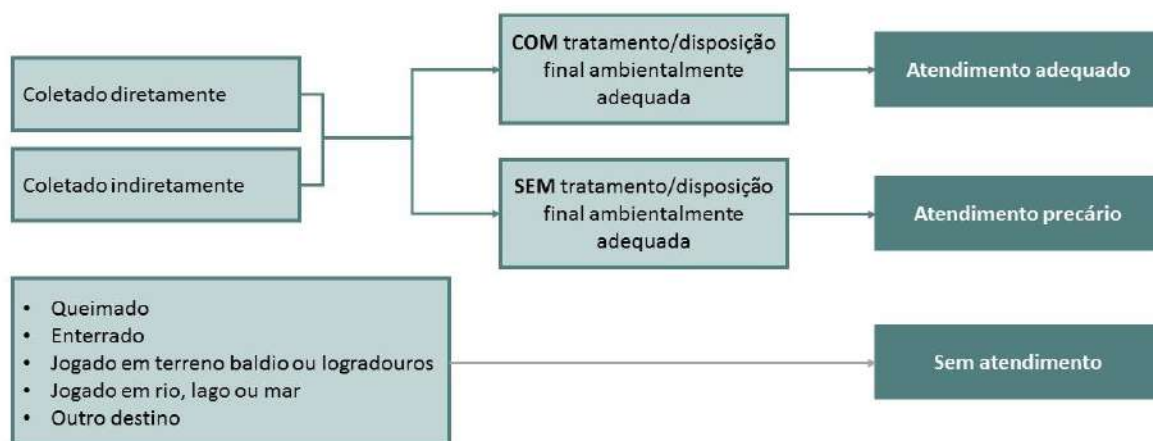 Coletado diretamente
Coletado indiretamente
COM tratamento/disposição
final ambientalmente
adequada
Atendimento adequado
SEM tratamento/disposição
final ambientalmente
adequada
Atendimento precário
• Queimado
• Enterrado
• Jogado em terreno baldio ou logradouros
• Jogado em rio, lago ou mar
• Outro destino
Sem atendimento